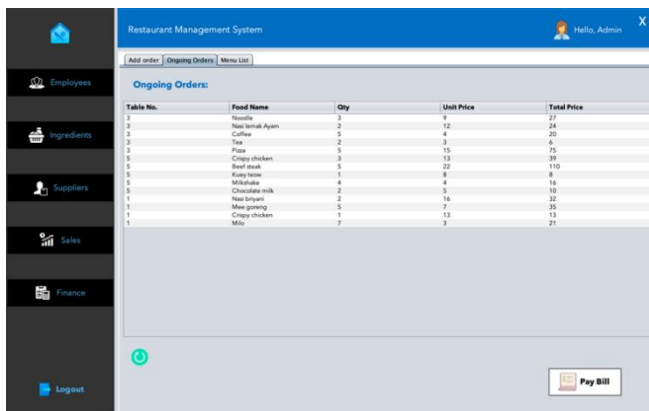 Restaurant Management System
Hello, Admin
X
Add order Ongoing Orders Menu List
Employees
Ingredients
Suppliers
Sales
Finance
Logout
Ongoing Orders:
Table No. Food Name Qty Unit Price Total Price
3 Noodle 3 9 27
3 Nasi lemak Ayam 2 12 24
3 Coffee 5 4 20
3 Tea 2 3 6
3 Pizza 5 15 75
5 Crispy chicken 3 13 39
5 Beef steak 5 22 110
5 Kuey teow 1 8 8
5 Milkshake 4 4 16
5 Chocolate milk 2 5 10
1 Nasi briyani 2 16 32
1 Mee goreng 5 7 35
1 Crispy chicken 1 13 13
1 Milo 7 3 21
Pay Bill